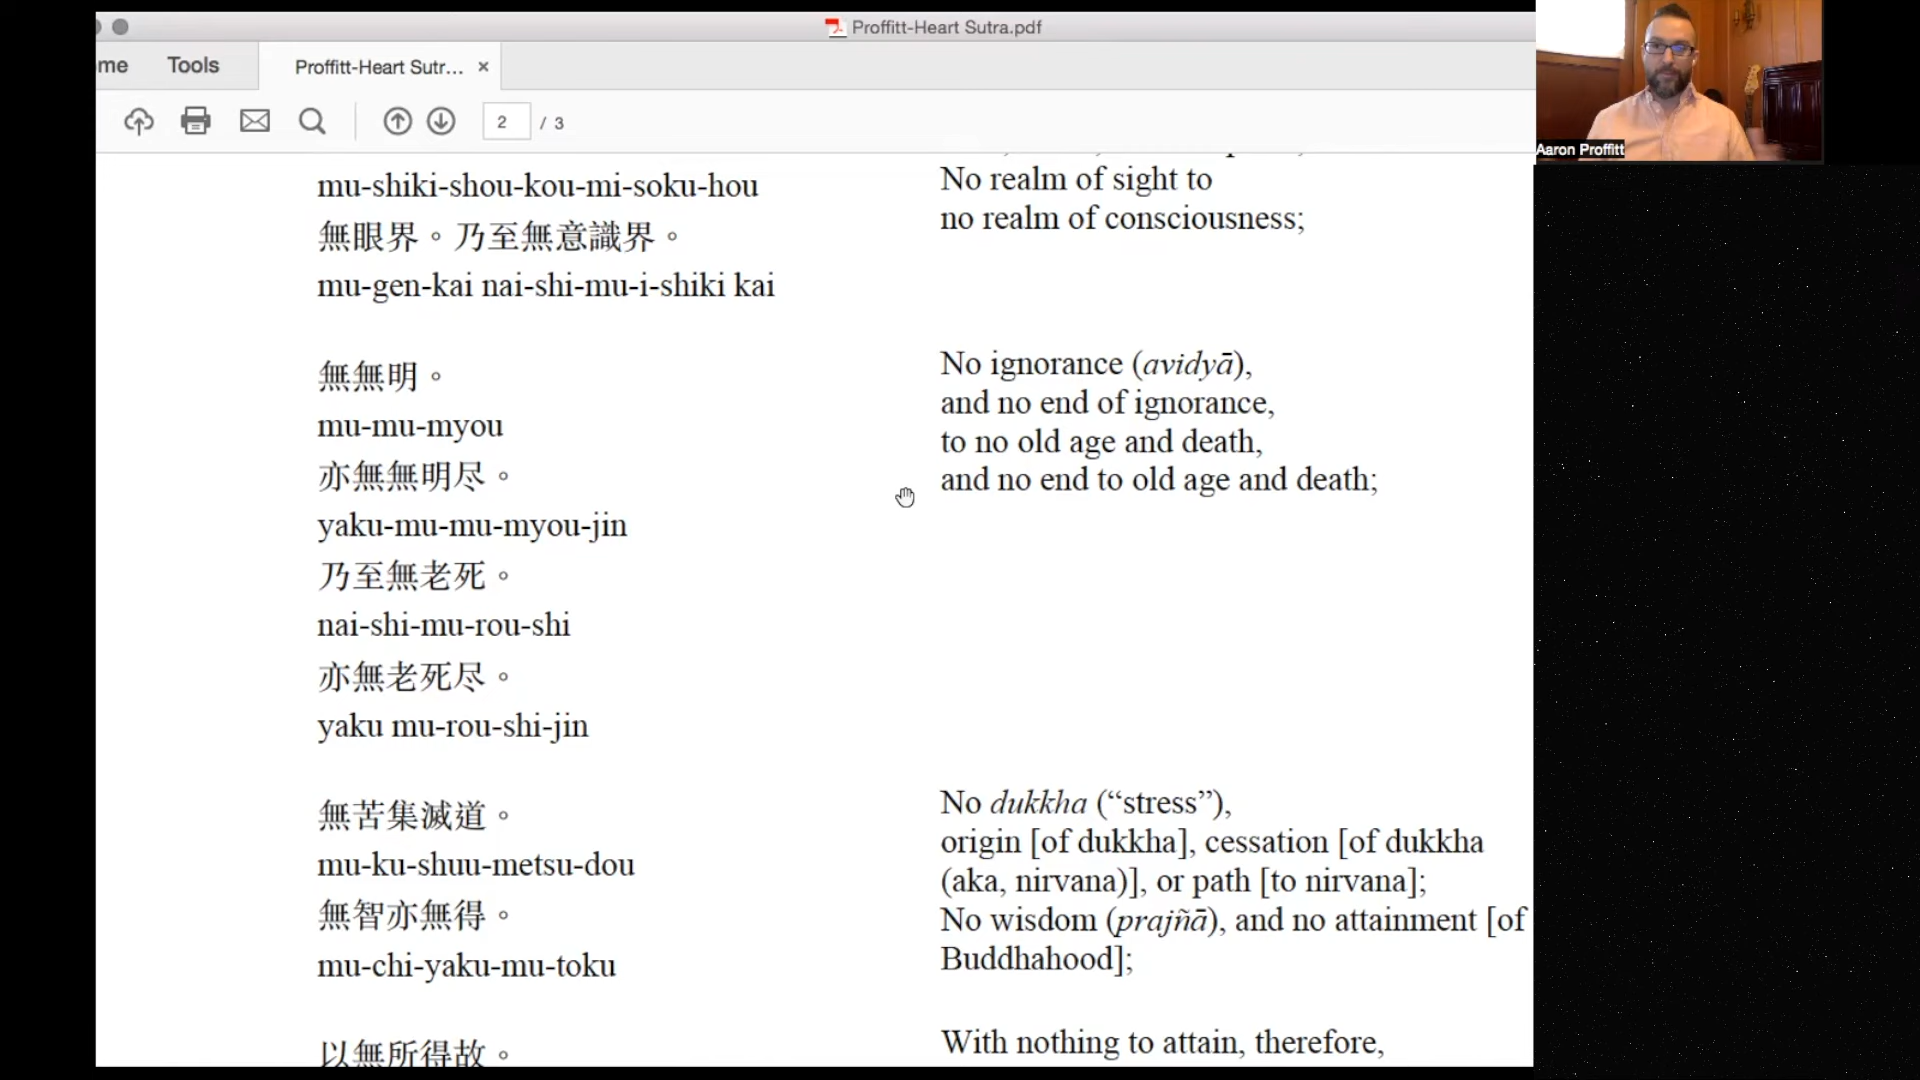 Proffitt-Heart Sutra.pdf
me Tools Proffitt-Heart Sutr... ×
2 / 3
Aaron Proffitt
mu-shiki-shou-kou-mi-soku-hou
無眼界。乃至無意識界。
mu-gen-kai nai-shi-mu-i-shiki kai
無無明。
mu-mu-myou
亦無無明尽。
yaku-mu-mu-myou-jin
乃至無老死。
nai-shi-mu-rou-shi
亦無老死尽。
yaku mu-rou-shi-jin
無苦集滅道。
mu-ku-shuu-metsu-dou
無智亦無得。
mu-chi-yaku-mu-toku
以無所得故。
No realm of sight to
no realm of consciousness;
No ignorance (avidyā),
and no end of ignorance,
to no old age and death,
and no end to old age and death;
No dukkha (“stress”),
origin [of dukkha], cessation [of dukkha
(aka, nirvana)], or path [to nirvana];
No wisdom (prajñā), and no attainment [of
Buddhahood];
With nothing to attain, therefore,